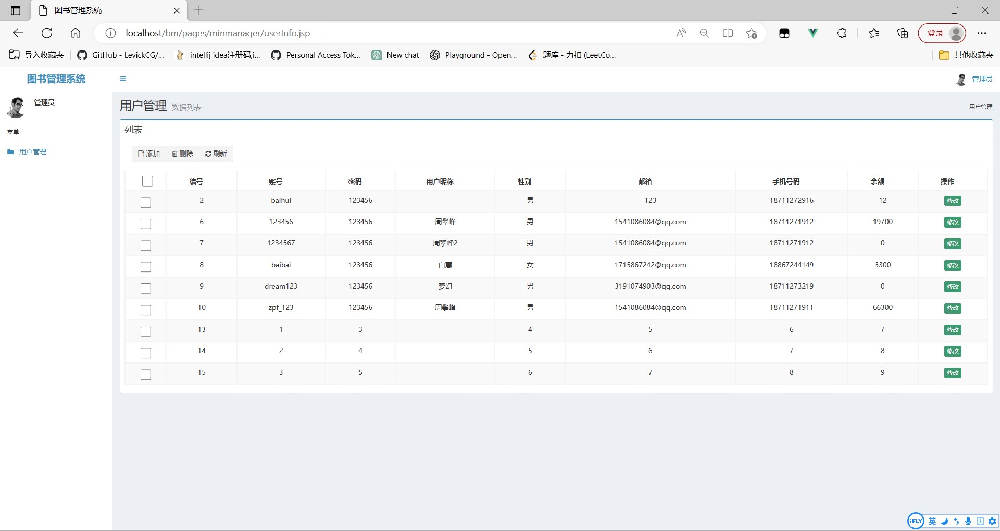 图书管理系统
localhost/bm/pages/minmanager/userInfo.jsp
登录
导入收藏夹 GitHub - LevickCG/... intellij idea注册码,i... Personal Access Tok... New chat Playground - Open... 题库 - 力扣 (LeetCo... 其他收藏夹
图书管理系统 管理员
管理员
菜单
用户管理
用户管理 数据列表 用户管理
列表
添加 删除 刷新
编号 账号 密码 用户昵称 性别 邮箱 手机号码 余额 操作
2 baihui 123456 男 123 18711272916 12 修改
6 123456 123456 周攀峰 男 1541086084@qq.com 18711271912 19700 修改
7 1234567 123456 周攀峰2 男 1541086084@qq.com 18711271912 0 修改
8 baibai 123456 白蕙 女 1715867242@qq.com 18867244149 5300 修改
9 dream123 123456 梦幻 男 3191074903@qq.com 18711273219 0 修改
10 zpf_123 123456 周攀峰 男 1541086084@qq.com 18711271911 66300 修改
13 1 3 4 5 6 7 修改
14 2 4 5 6 7 8 修改
15 3 5 6 7 8 9 修改
iFLY 英